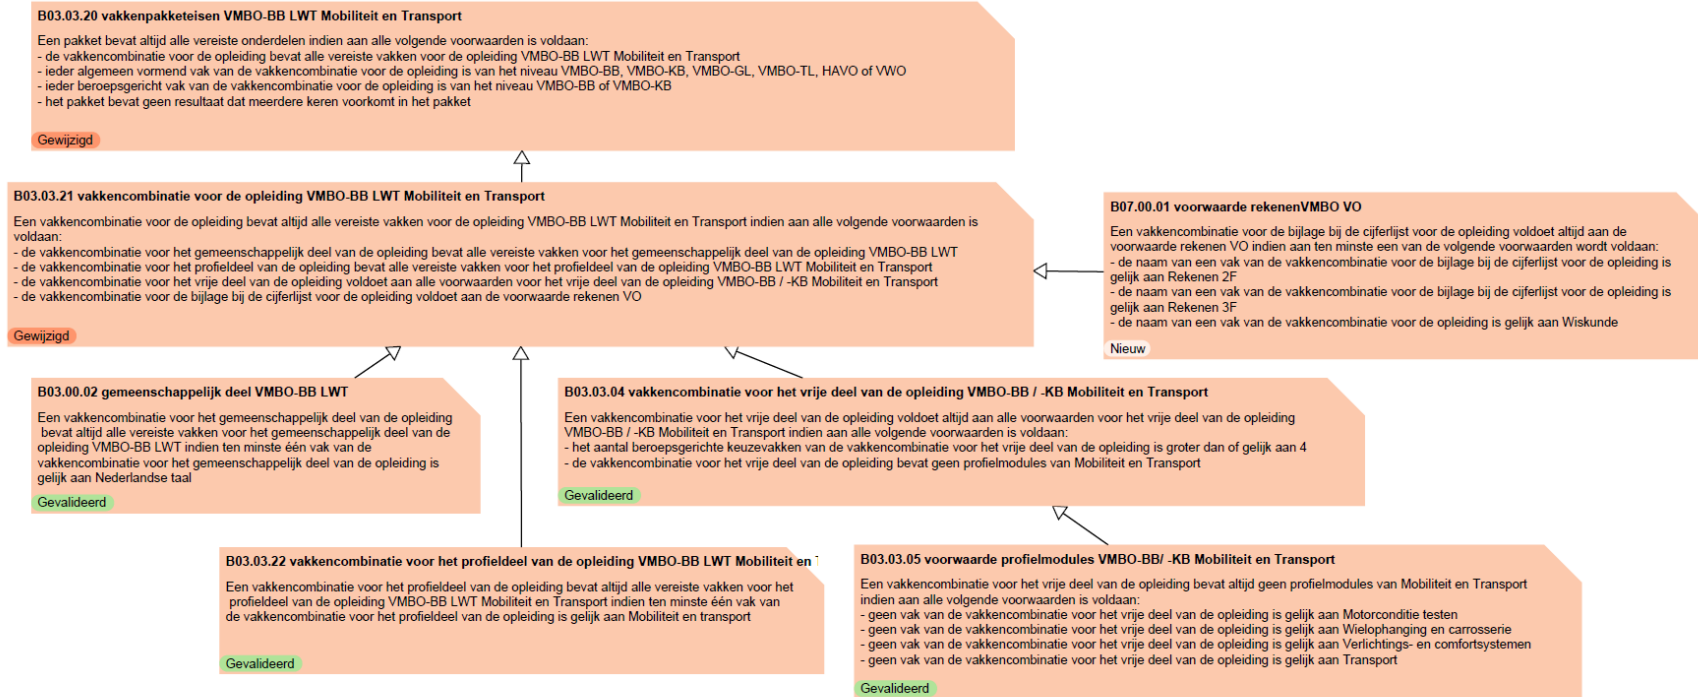 B03.03.20 vakkenpakketeisen VMBO-BB LWT Mobiliteit en Transport
Een pakket bevat altijd alle vereiste onderdelen indien aan alle volgende voorwaarden is voldaan:
- de vakkencombinatie voor de opleiding bevat alle vereiste vakken voor de opleiding VMBO-BB LWT Mobiliteit en Transport
- ieder algemeen vormend vak van de vakkencombinatie voor de opleiding is van het niveau VMBO-BB, VMBO-KB, VMBO-GL, VMBO-TL, HAVO of VWO
- ieder beroepsgericht vak van de vakkencombinatie voor de opleiding is van het niveau VMBO-BB of VMBO-KB
- het pakket bevat geen resultaat dat meerdere keren voorkomt in het pakket
Gewijzigd
B03.03.21 vakkencombinatie voor de opleiding VMBO-BB LWT Mobiliteit en Transport
Een vakkencombinatie voor de opleiding bevat altijd alle vereiste vakken voor de opleiding VMBO-BB LWT Mobiliteit en Transport indien aan alle volgende voorwaarden is
voldaan:
- de vakkencombinatie voor het gemeenschappelijk deel van de opleiding bevat alle vereiste vakken voor het gemeenschappelijk deel van de opleiding VMBO-BB LWT
- de vakkencombinatie voor het profieldeel van de opleiding bevat alle vereiste vakken voor het profieldeel van de opleiding VMBO-BB LWT Mobiliteit en Transport
- de vakkencombinatie voor het vrije deel van de opleiding voldoet aan alle voorwaarden voor het vrije deel van de opleiding VMBO-BB / -KB Mobiliteit en Transport
- de vakkencombinatie voor de bijlage bij de cijferlijst voor de opleiding voldoet aan de voorwaarde rekenen VO
Gewijzigd
B07.00.01 voorwaarde rekenenVMBO VO
Een vakkencombinatie voor de bijlage bij de cijferlijst voor de opleiding voldoet altijd aan de
voorwaarde rekenen VO indien aan ten minste een van de volgende voorwaarden wordt voldaan:
- de naam van een vak van de vakkencombinatie voor de bijlage bij de cijferlijst voor de opleiding is
gelijk aan Rekenen 2F
- de naam van een vak van de vakkencombinatie voor de bijlage bij de cijferlijst voor de opleiding is
gelijk aan Rekenen 3F
- de naam van een vak van de vakkencombinatie voor de opleiding is gelijk aan Wiskunde
Nieuw
B03.00.02 gemeenschappelijk deel VMBO-BB LWT
Een vakkencombinatie voor het gemeenschappelijk deel van de opleiding
bevat altijd alle vereiste vakken voor het gemeenschappelijk deel van de
opleiding VMBO-BB LWT indien ten minste één vak van de
vakkencombinatie voor het gemeenschappelijk deel van de opleiding is
gelijk aan Nederlandse taal
Gevalideerd
B03.03.04 vakkencombinatie voor het vrije deel van de opleiding VMBO-BB / -KB Mobiliteit en Transport
Een vakkencombinatie voor het vrije deel van de opleiding voldoet altijd aan alle voorwaarden voor het vrije deel van de opleiding
VMBO-BB / -KB Mobiliteit en Transport indien aan alle volgende voorwaarden is voldaan:
- het aantal beroepsgerichte keuzevakken van de vakkencombinatie voor het vrije deel van de opleiding is groter dan of gelijk aan 4
- de vakkencombinatie voor het vrije deel van de opleiding bevat geen profielmodules van Mobiliteit en Transport
Gevalideerd
B03.03.22 vakkencombinatie voor het profieldeel van de opleiding VMBO-BB LWT Mobiliteit en
Een vakkencombinatie voor het profieldeel van de opleiding bevat altijd alle vereiste vakken voor het
profieldeel van de opleiding VMBO-BB LWT Mobiliteit en Transport indien ten minste één vak van
de vakkencombinatie voor het profieldeel van de opleiding is gelijk aan Mobiliteit en transport
Gevalideerd
B03.03.05 voorwaarde profielmodules VMBO-BB/ -KB Mobiliteit en Transport
Een vakkencombinatie voor het vrije deel van de opleiding bevat altijd geen profielmodules van Mobiliteit en Transport
indien aan alle volgende voorwaarden is voldaan:
- geen vak van de vakkencombinatie voor het vrije deel van de opleiding is gelijk aan Motorconditie testen
- geen vak van de vakkencombinatie voor het vrije deel van de opleiding is gelijk aan Wielophanging en carrosserie
- geen vak van de vakkencombinatie voor het vrije deel van de opleiding is gelijk aan Verlichtings- en comfortsystemen
- geen vak van de vakkencombinatie voor het vrije deel van de opleiding is gelijk aan Transport
Gevalideerd